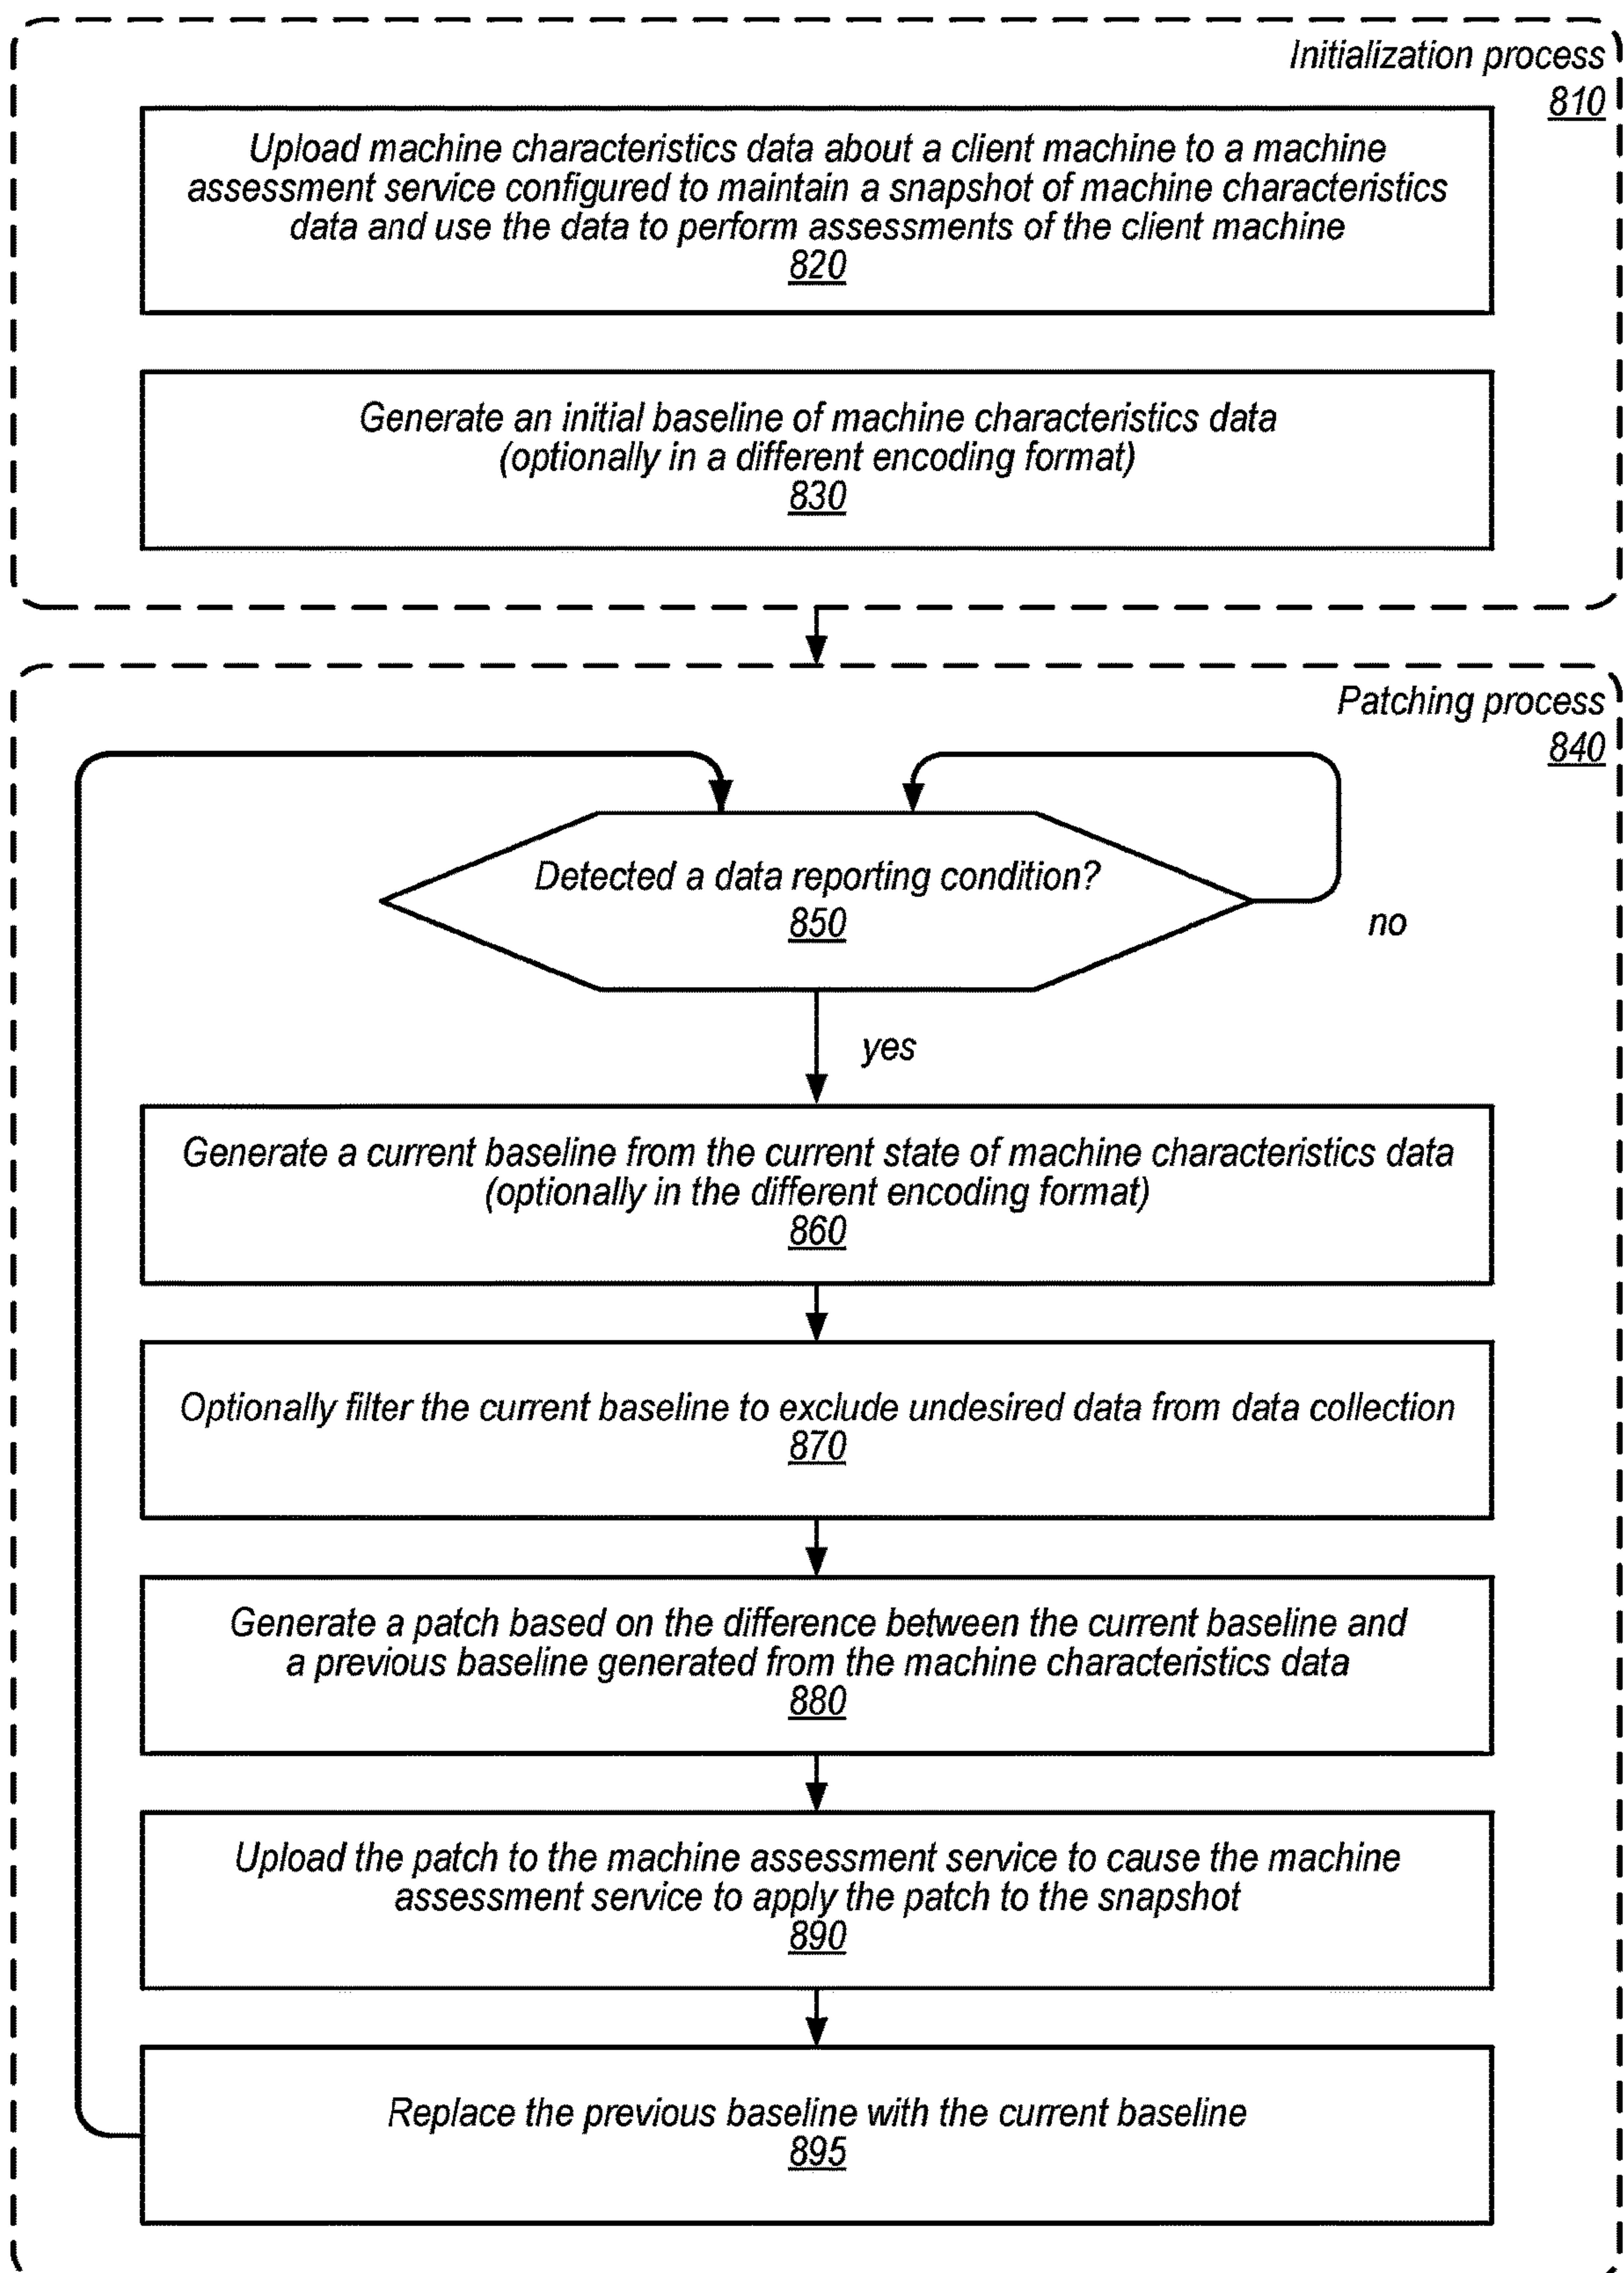 Initialization process
810
Upload machine characteristics data about a client machine to a machine
assessment service configured to maintain a snapshot of machine characteristics
data and use the data to perform assessments of the client machine
820
Generate an initial baseline of machine characteristics data
(optionally in a different encoding format)
830
Patching process
840
Detected a data reporting condition?
850
no
yes
Generate a current baseline from the current state of machine characteristics data
(optionally in the different encoding format)
860
Optionally filter the current baseline to exclude undesired data from data collection
870
Generate a patch based on the difference between the current baseline and
a previous baseline generated from the machine characteristics data
880
Upload the patch to the machine assessment service to cause the machine
assessment service to apply the patch to the snapshot
890
Replace the previous baseline with the current baseline
895